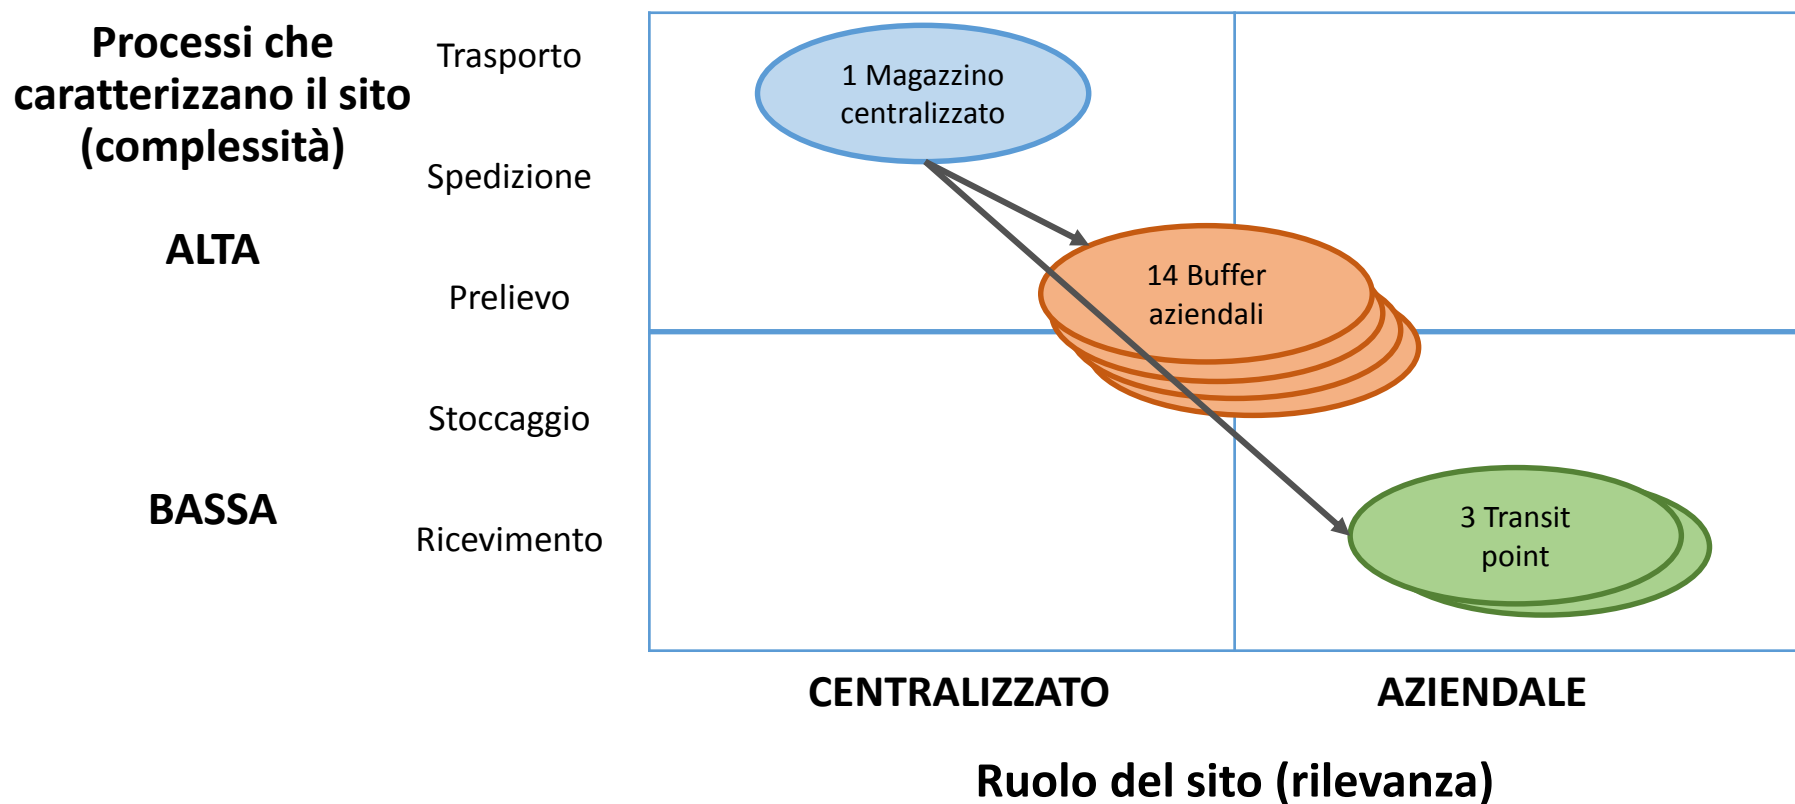 Processi che
caratterizzano il sito
(complessità)
ALTA
BASSA
Trasporto
Spedizione
Prelievo
Stoccaggio
Ricevimento
1 Magazzino
centralizzato
14 Buffer
aziendali
3 Transit
point
CENTRALIZZATO
AZIENDALE
Ruolo del sito (rilevanza)